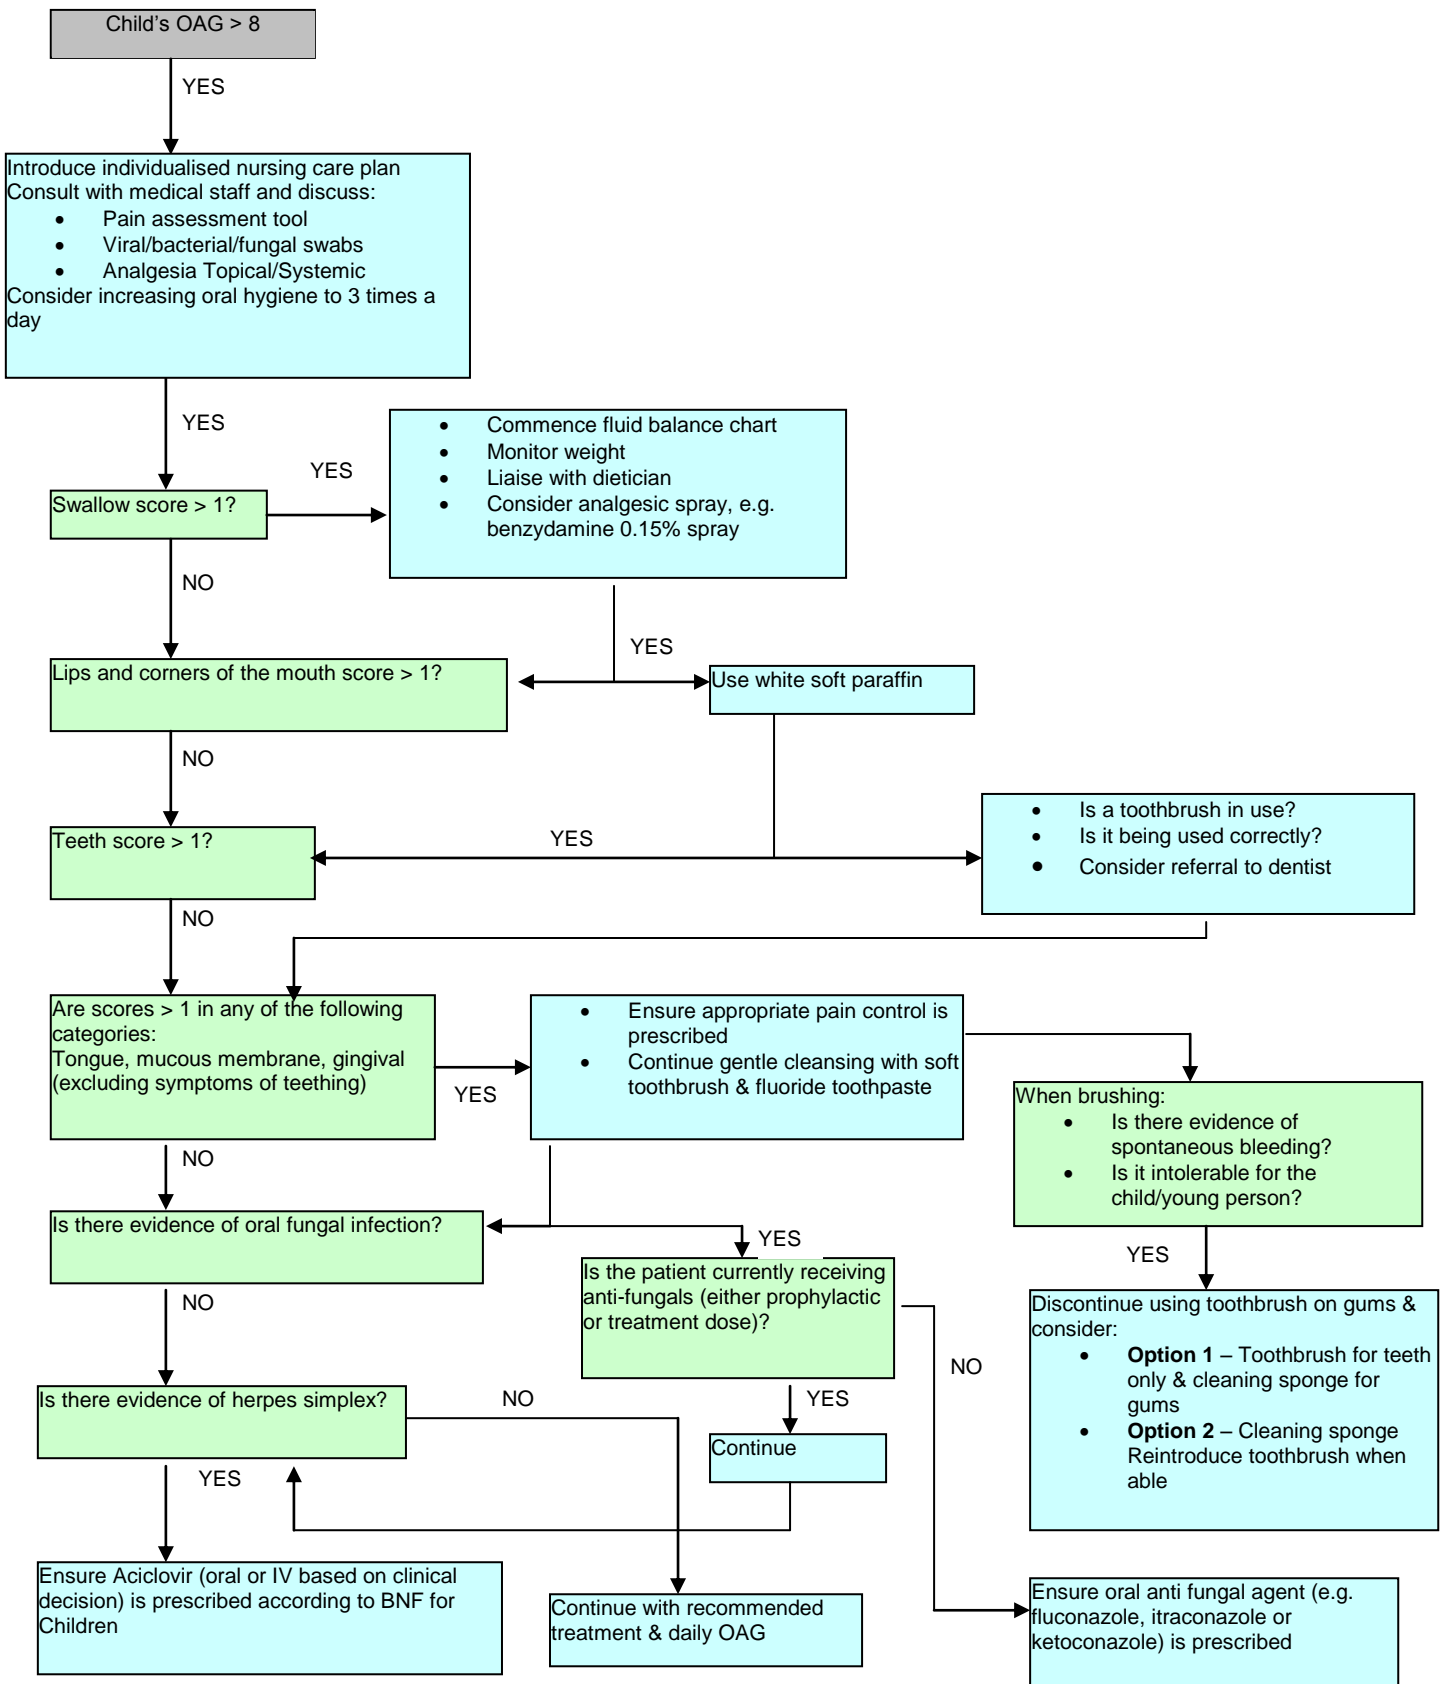 Child's OAG > 8
YES
Introduce individualised nursing care plan
Consult with medical staff and discuss:
• Pain assessment tool
• Viral/bacterial/fungal swabs
• Analgesia Topical/Systemic
Consider increasing oral hygiene to 3 times a
day
YES
Swallow score > 1?
YES
• Commence fluid balance chart
• Monitor weight
• Liaise with dietician
• Consider analgesic spray, e.g.
benzydamine 0.15% spray
NO
YES
Lips and corners of the mouth score > 1?
Use white soft paraffin
NO
Teeth score > 1?
YES
• Is a toothbrush in use?
• Is it being used correctly?
• Consider referral to dentist
NO
Are scores > 1 in any of the following
categories:
Tongue, mucous membrane, gingival
(excluding symptoms of teething)
YES
• Ensure appropriate pain control is
prescribed
• Continue gentle cleansing with soft
toothbrush & fluoride toothpaste
When brushing:
• Is there evidence of
spontaneous bleeding?
• Is it intolerable for the
child/young person?
NO
Is there evidence of oral fungal infection?
YES
Is the patient currently receiving
anti-fungals (either prophylactic
or treatment dose)?
YES
Discontinue using toothbrush on gums &
consider:
• Option 1 – Toothbrush for teeth
only & cleaning sponge for
gums
• Option 2 – Cleaning sponge
Reintroduce toothbrush when
able
NO
NO
Is there evidence of herpes simplex?
NO
YES
Continue
YES
Ensure Aciclovir (oral or IV based on clinical
decision) is prescribed according to BNF for
Children
Continue with recommended
treatment & daily OAG
Ensure oral anti fungal agent (e.g.
fluconazole, itraconazole or
ketoconazole) is prescribed